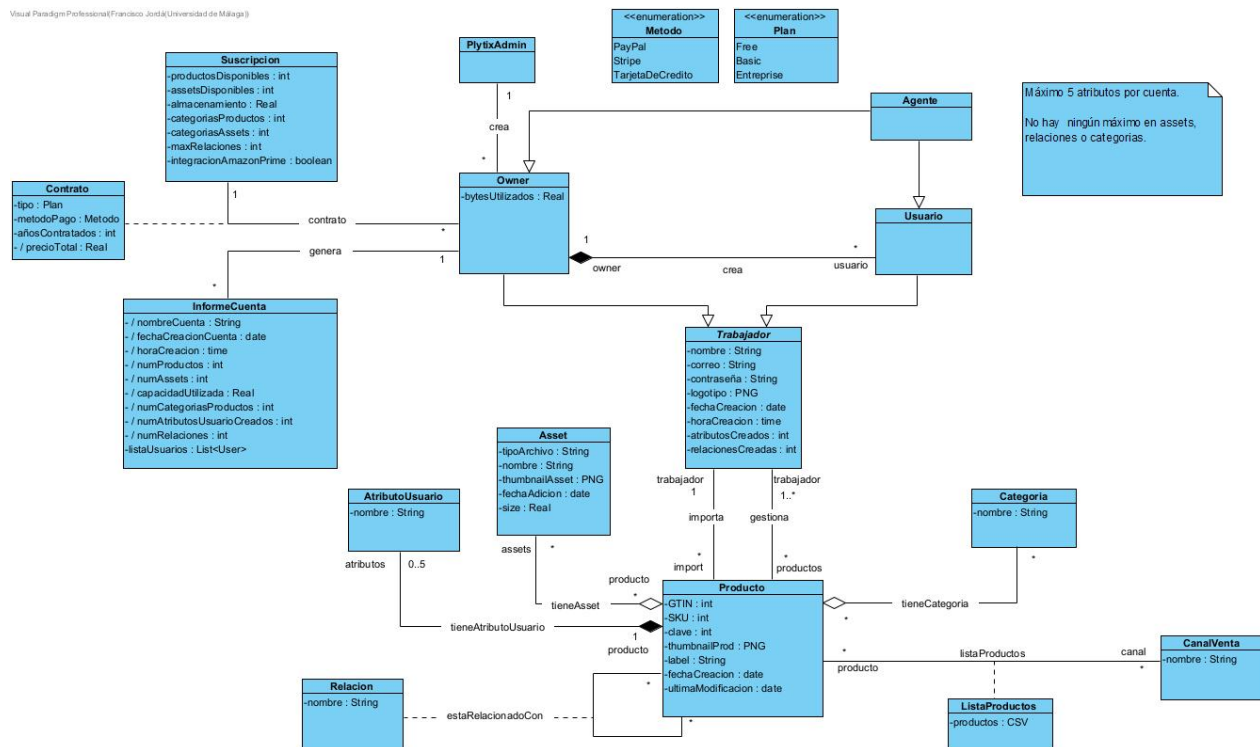 Visual Paradigm Professional(Francisco Jordá(Universidad de Málaga))
<<enumeration>>
Metodo
PayPal
Stripe
TarjetaDeCredito
<<enumeration>>
Plan
Free
Basic
Entreprise
PlytixAdmin
1
crea
*
Suscripcion
-productosDisponibles : int
-assetsDisponibles : int
-almacenamiento : Real
-categoriasProductos : int
-categoriasAssets : int
-maxRelaciones : int
-integracionAmazonPrime : boolean
1
Agente
Máximo 5 atributos por cuenta.
No hay ningún máximo en assets,
relaciones o categorias.
Contrato
-tipo : Plan
-metodoPago : Metodo
-añosContratados : int
- / precioTotal : Real
contrato
*
Owner
-bytesUtilizados : Real
Usuario
genera
1
*
1
owner
crea
*
usuario
InformeCuenta
- / nombreCuenta : String
- / fechaCreacionCuenta : date
- / horaCreacion : time
- / numProductos : int
- / numAssets : int
- / capacidadUtilizada : Real
- / numCategoriasProductos : int
- / numAtributosUsuarioCreados : int
- / numRelaciones : int
-listaUsuarios : List<User>
Trabajador
-nombre : String
-correo : String
-contraseña : String
-logotipo : PNG
-fechaCreacion : date
-horaCreacion : time
-atributosCreados : int
-relacionesCreadas : int
trabajador
1
importa
*
import
trabajador
1..*
gestiona
*
productos
Asset
-tipoArchivo : String
-nombre : String
-thumbnailAsset : PNG
-fechaAdicion : date
-size : Real
assets
*
AtributoUsuario
-nombre : String
atributos
0..5
Categoria
-nombre : String
*
producto
*
tieneAsset
tieneAtributoUsuario
1
producto
Producto
-GTIN : int
-SKU : int
-clave : int
-thumbnailProd : PNG
-label : String
-fechaCreacion : date
-ultimaModificacion : date
tieneCategoria
*
*
producto
listaProductos
canal
*
CanalVenta
-nombre : String
Relacion
-nombre : String
estaRelacionadoCon
*
*
ListaProductos
-productos : CSV